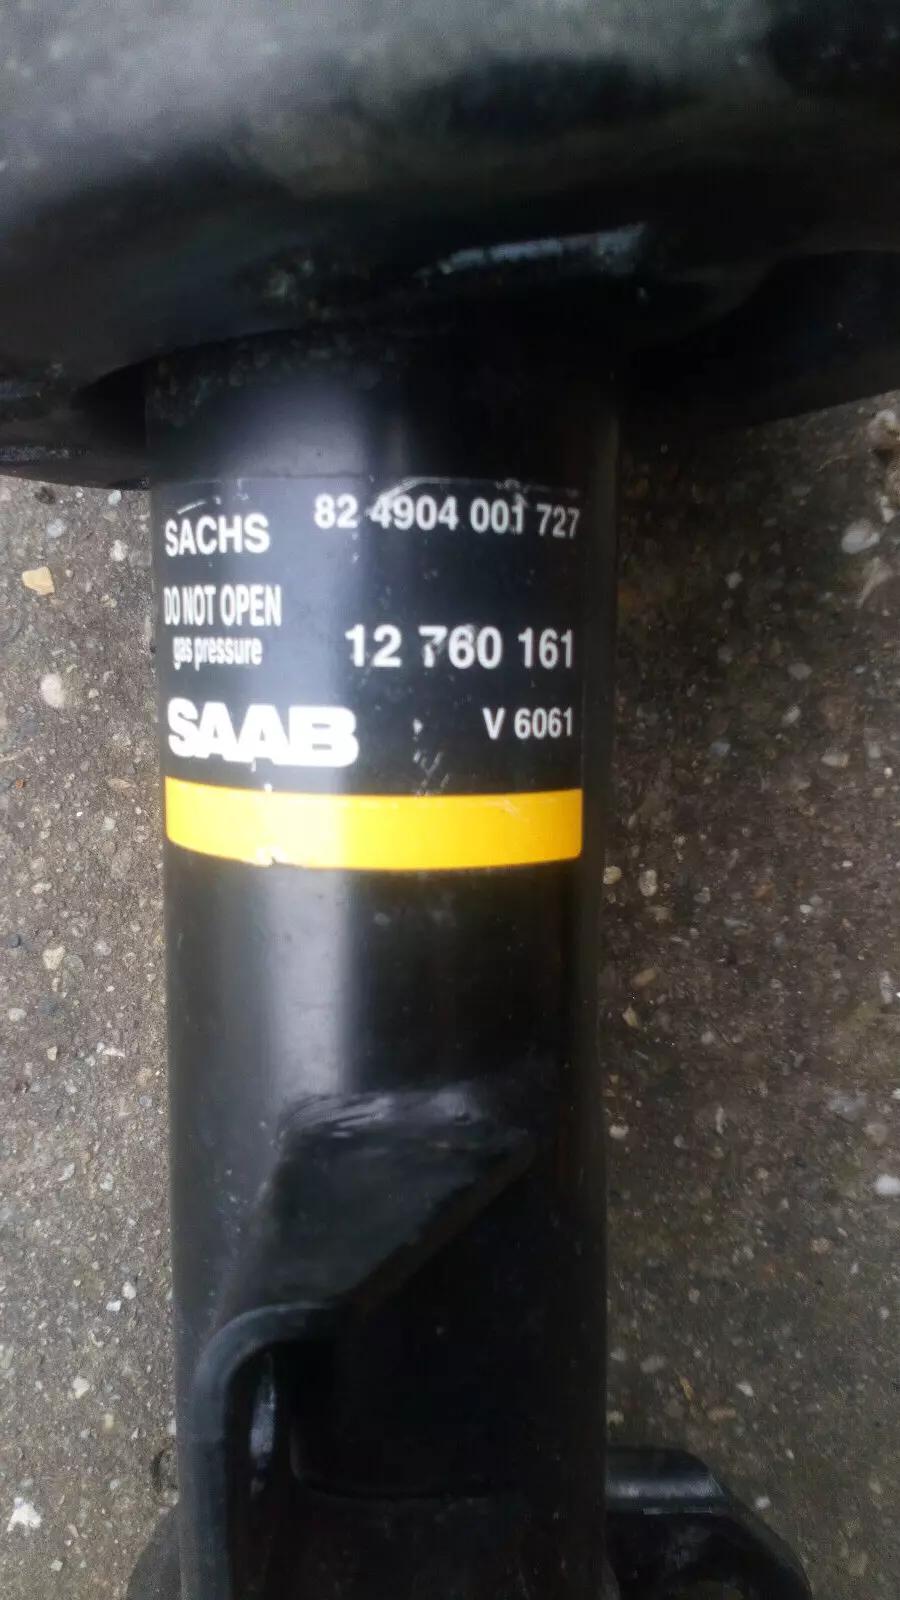 SACHS 82 4904 001 727
DO NOT OPEN
gas pressure 12 760 161
SAAB V 6061